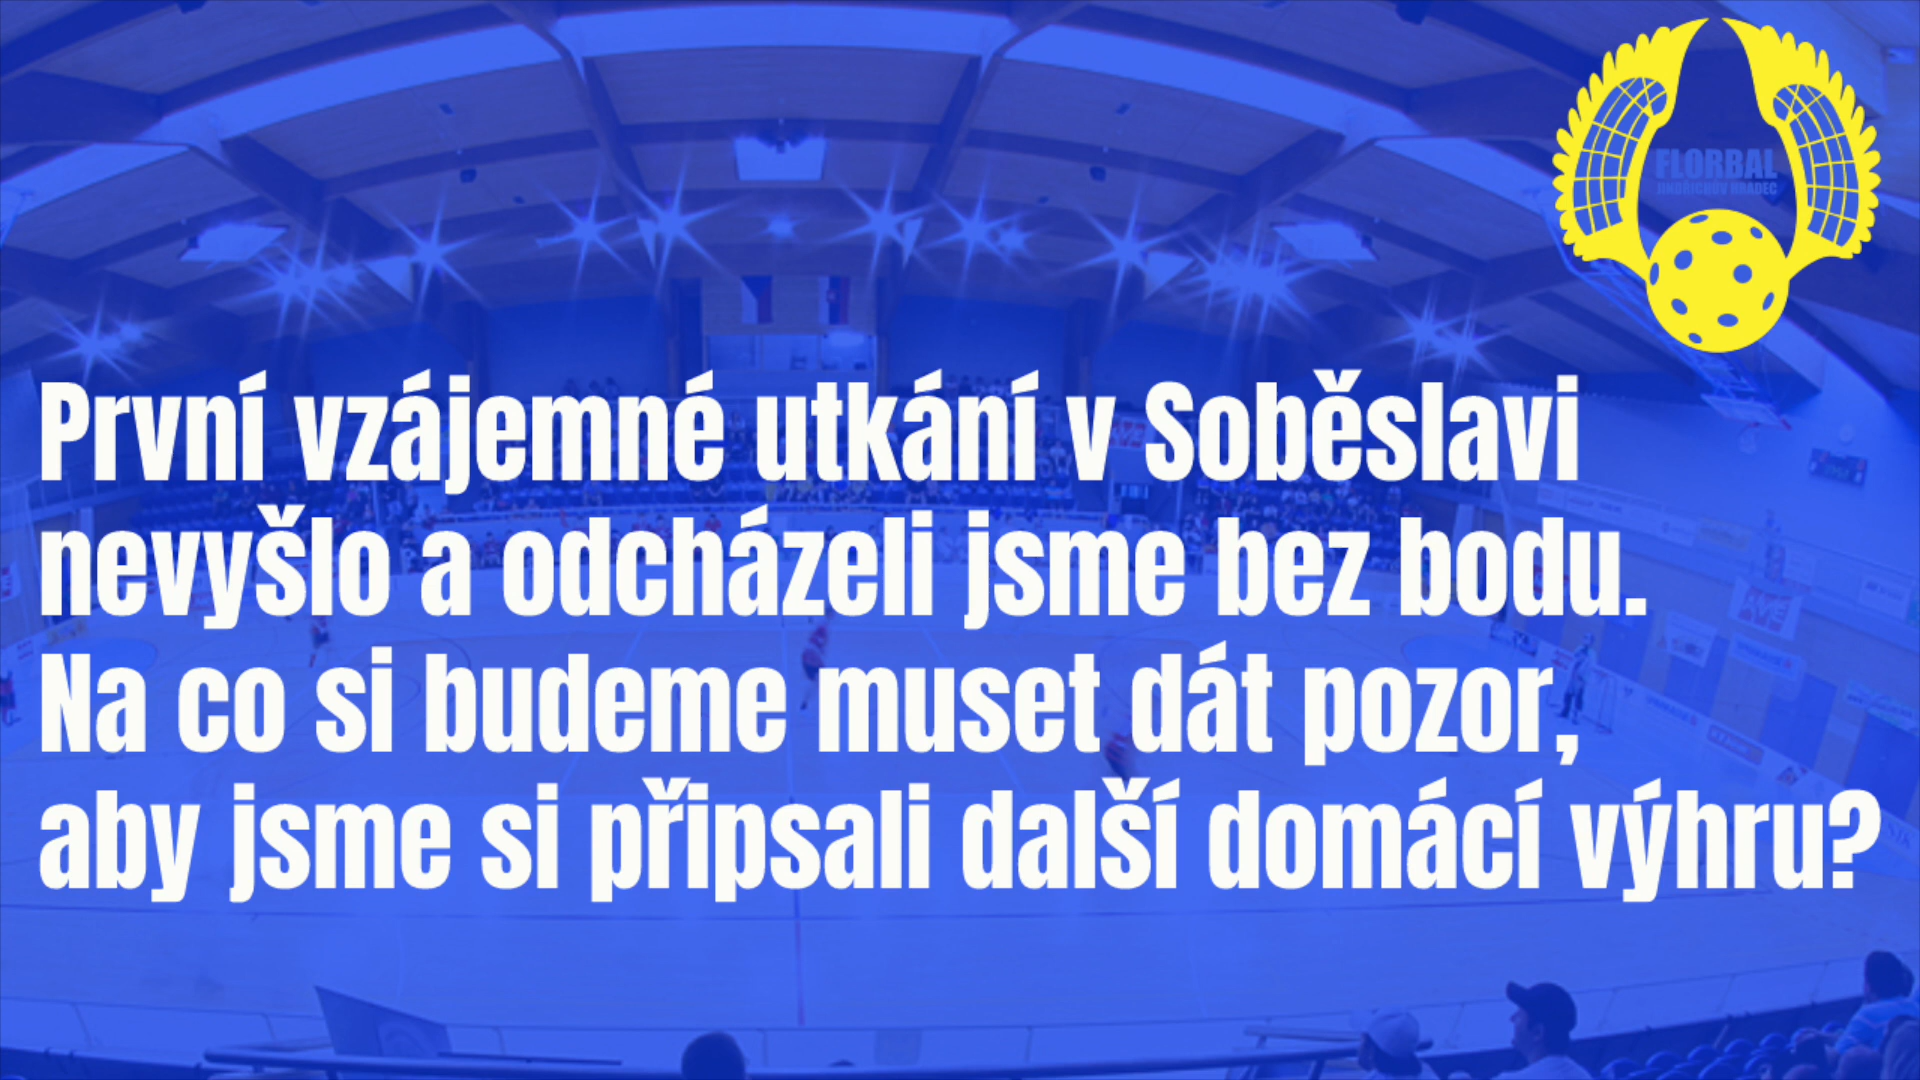 FLORBAL
JINDŘICHŮV HRADEC
První vzájemné utkání v Soběslavi
nevyšlo a odcházeli jsme bez bodu.
Na co si budeme muset dát pozor,
aby jsme si připsali další domácí výhru?